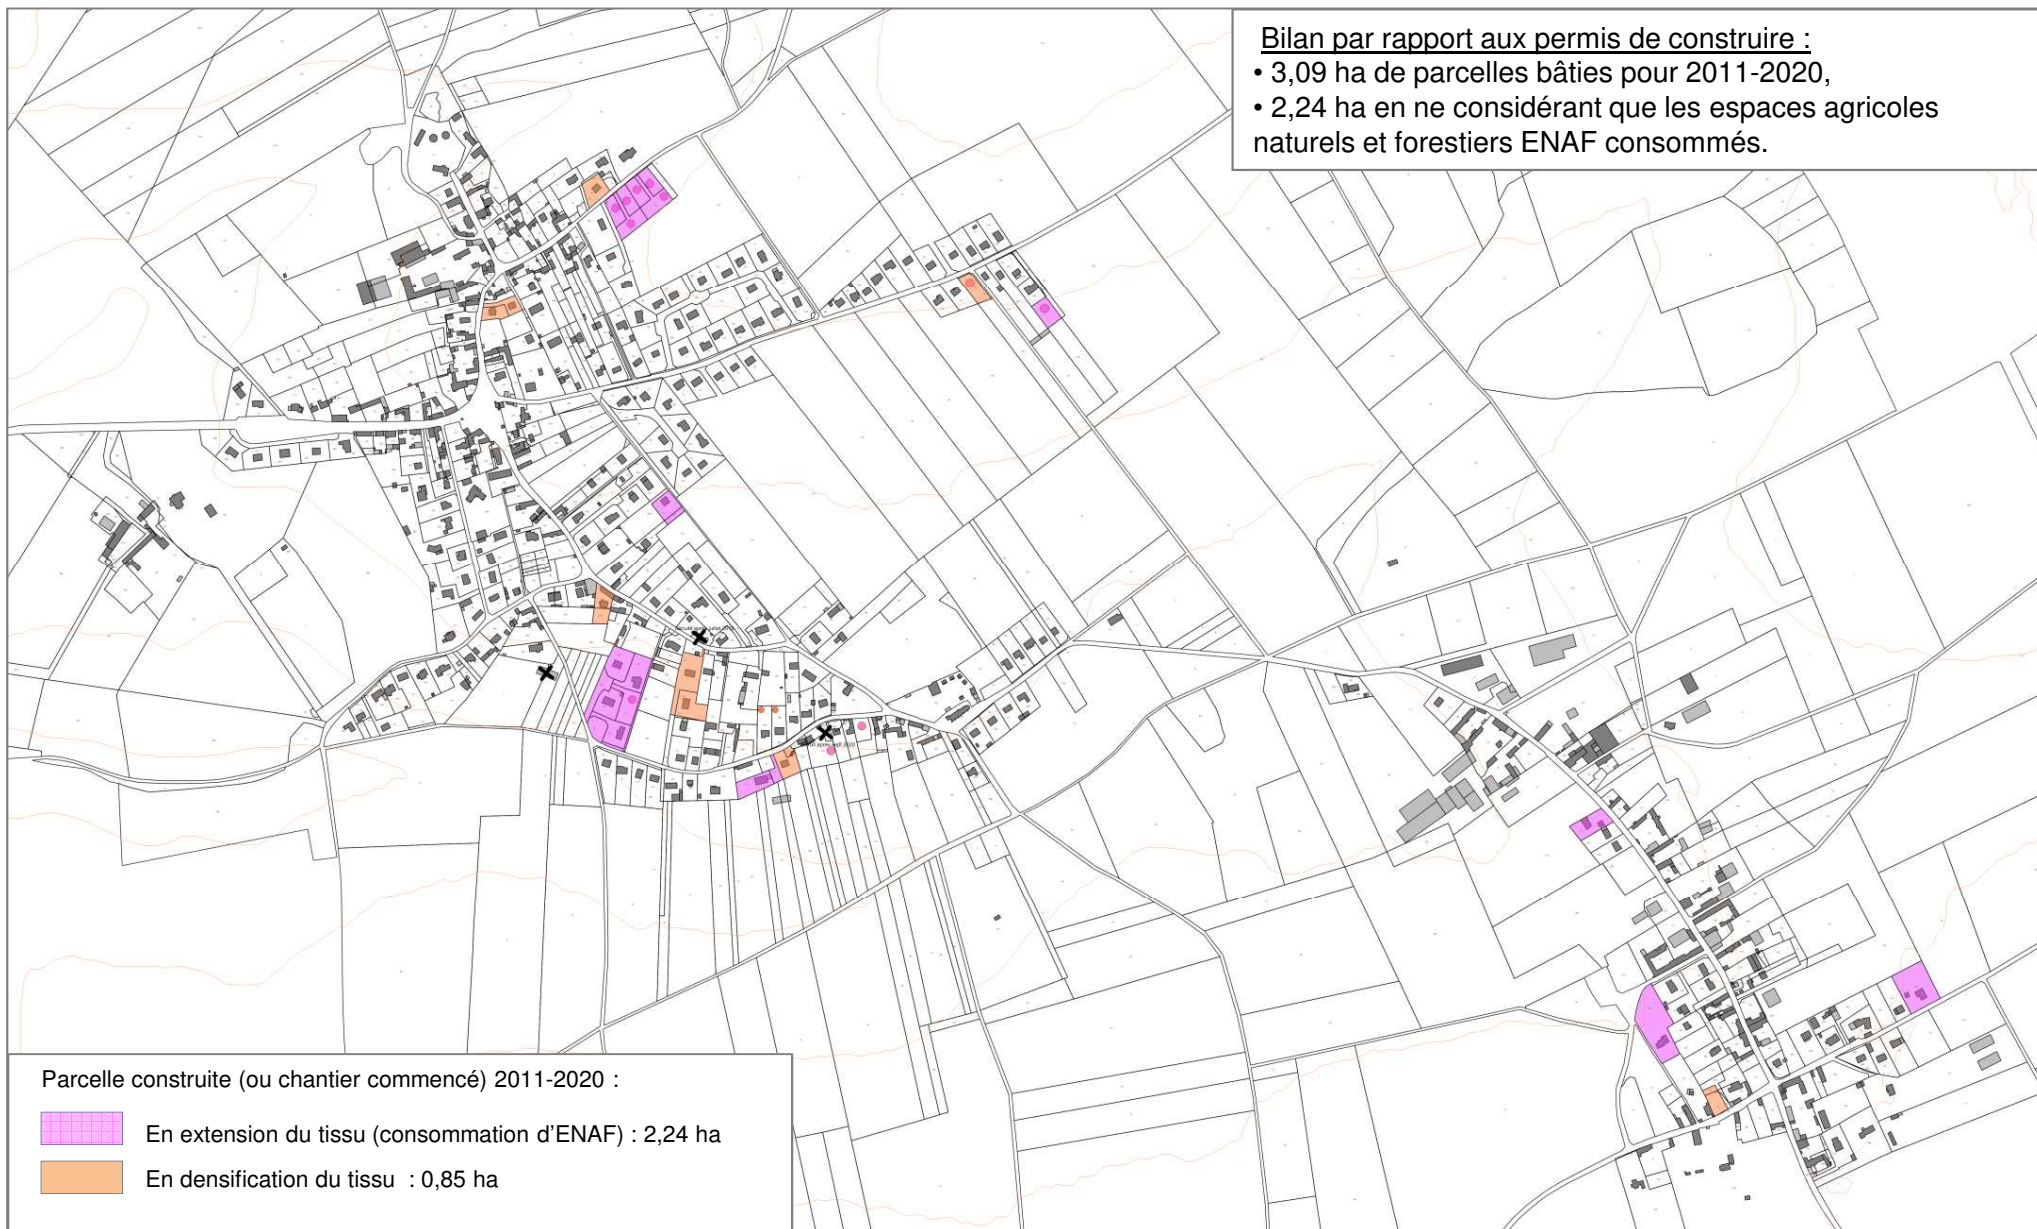 Bilan par rapport aux permis de construire :
• 3,09 ha de parcelles bâties pour 2011-2020,
• 2,24 ha en ne considérant que les espaces agricoles
naturels et forestiers ENAF consommés.
Parcelle construite (ou chantier commencé) 2011-2020 :
En extension du tissu (consommation d’ENAF) : 2,24 ha
En densification du tissu : 0,85 ha